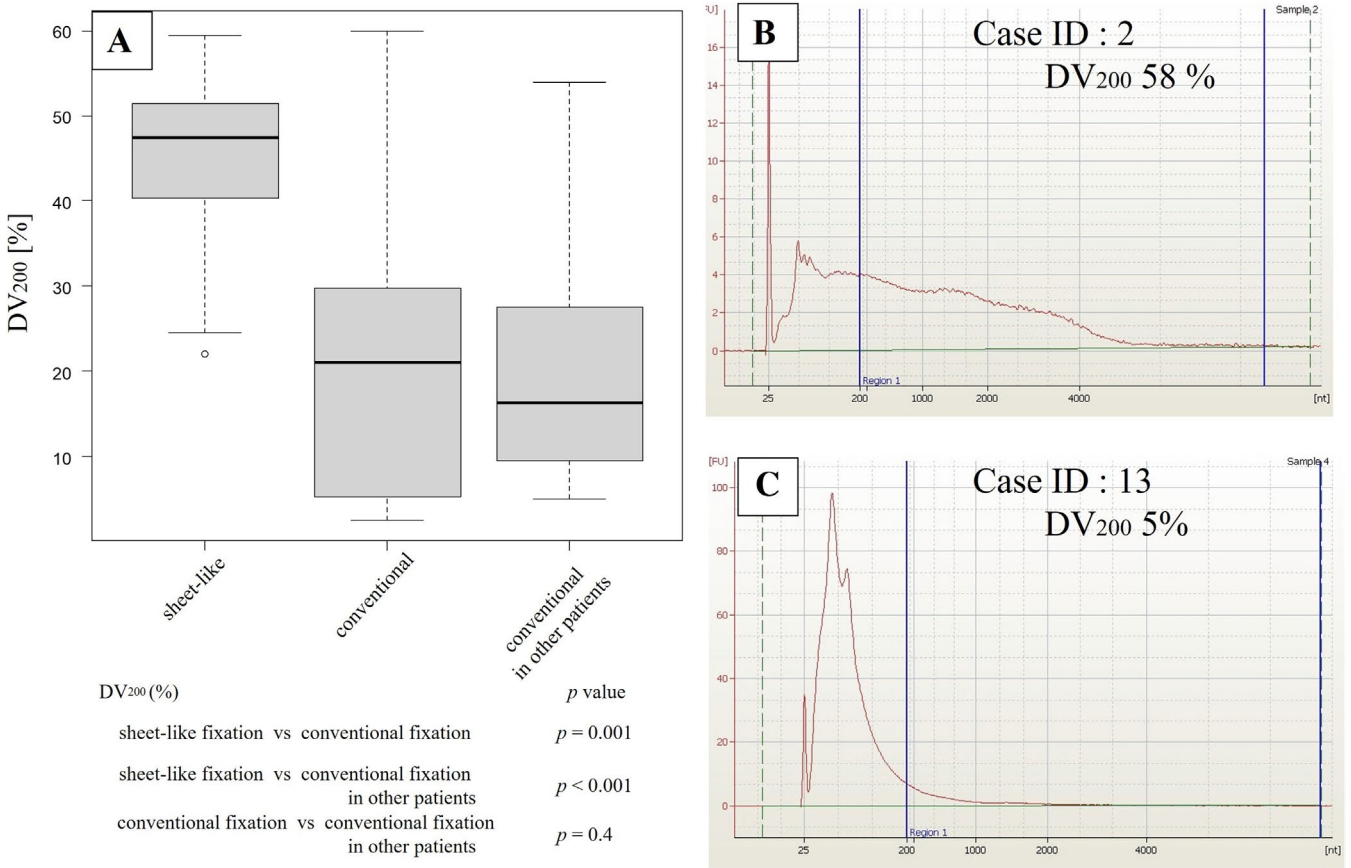 A
60
50
40
30
20
10
DV200 [%]
sheet-like
conventional
conventional
in other patients
DV200 (%) p value
sheet-like fixation vs conventional fixation p = 0.001
sheet-like fixation vs conventional fixation
in other patients p < 0.001
conventional fixation vs conventional fixation
in other patients p = 0.4
B
Sample 2
Case ID : 2
DV200 58 %
16
14
12
10
8
6
4
2
0
Region 1
25 200 1000 2000 4000 [nt]
C
[FU]
Sample 4
Case ID : 13
DV200 5%
100
80
60
40
20
0
Region 1
25 200 1000 2000 4000 [nt]